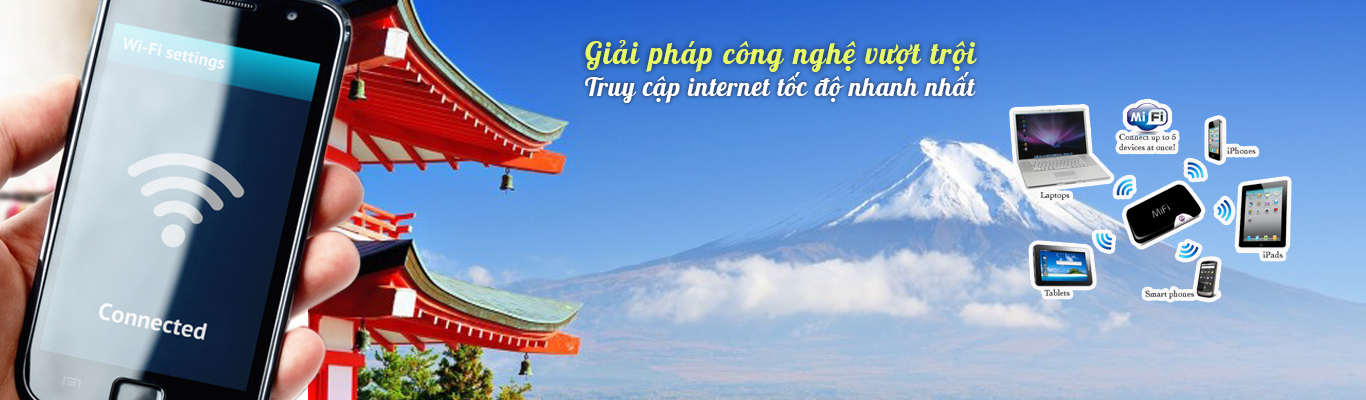 Wi-Fi settings
Connected
Giải pháp công nghệ vượt trội
Truy cập internet tốc độ nhanh nhất
MiFi
Connect up to 5
devices at once!
iPhones
Laptops
MiFi
iPads
Tablets
Smart phones